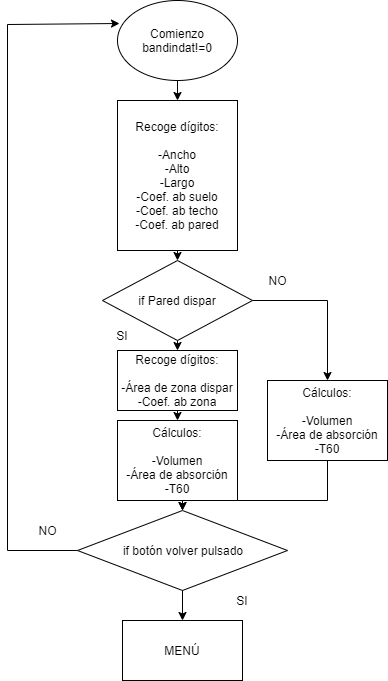 Comienzo
bandindat!=0
Recoge dígitos:
-Ancho
-Alto
-Largo
-Coef. ab suelo
-Coef. ab techo
-Coef. ab pared
if Pared dispar
NO
SI
Recoge dígitos:
-Área de zona dispar
-Coef. ab zona
Cálculos:
-Volumen
-Área de absorción
-T60
Cálculos:
-Volumen
-Área de absorción
-T60
if botón volver pulsado
NO
SI
MENÚ